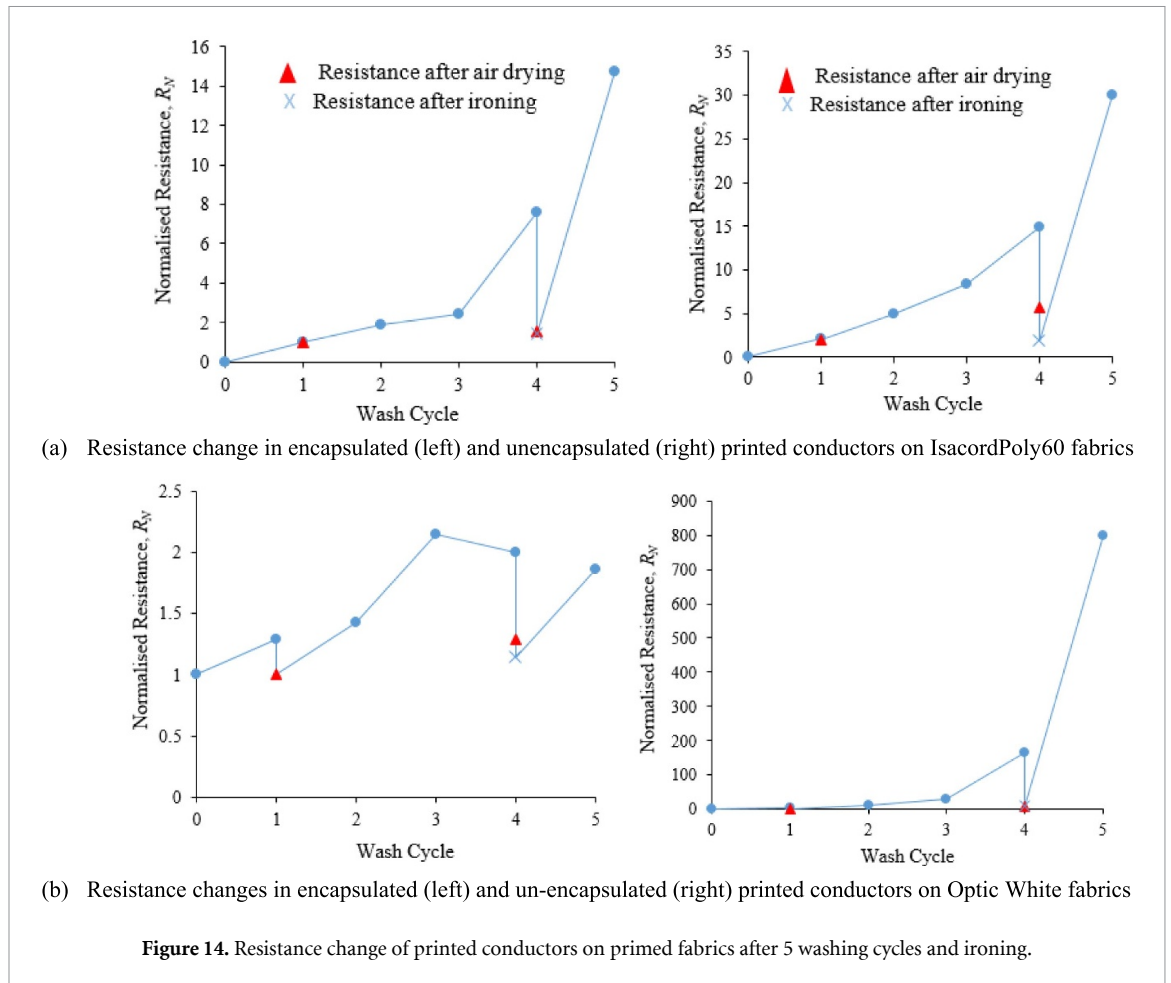 16
14
12
10
8
6
4
2
0
Normalised Resistance, R_N
Resistance after air drying
Resistance after ironing
0 1 2 3 4 5
Wash Cycle
35
30
25
20
15
10
5
0
Normalised Resistance, R_N
Resistance after air drying
Resistance after ironing
0 1 2 3 4 5
Wash Cycle
(a) Resistance change in encapsulated (left) and unencapsulated (right) printed conductors on IsacordPoly60 fabrics
2.5
2
1.5
1
0.5
0
Normalised Resistance, R_N
0 1 2 3 4 5
Wash Cycle
900
800
700
600
500
400
300
200
100
0
Normalised Resistance, R_N
0 1 2 3 4 5
Wash Cycle
(b) Resistance changes in encapsulated (left) and un-encapsulated (right) printed conductors on Optic White fabrics
Figure 14. Resistance change of printed conductors on primed fabrics after 5 washing cycles and ironing.